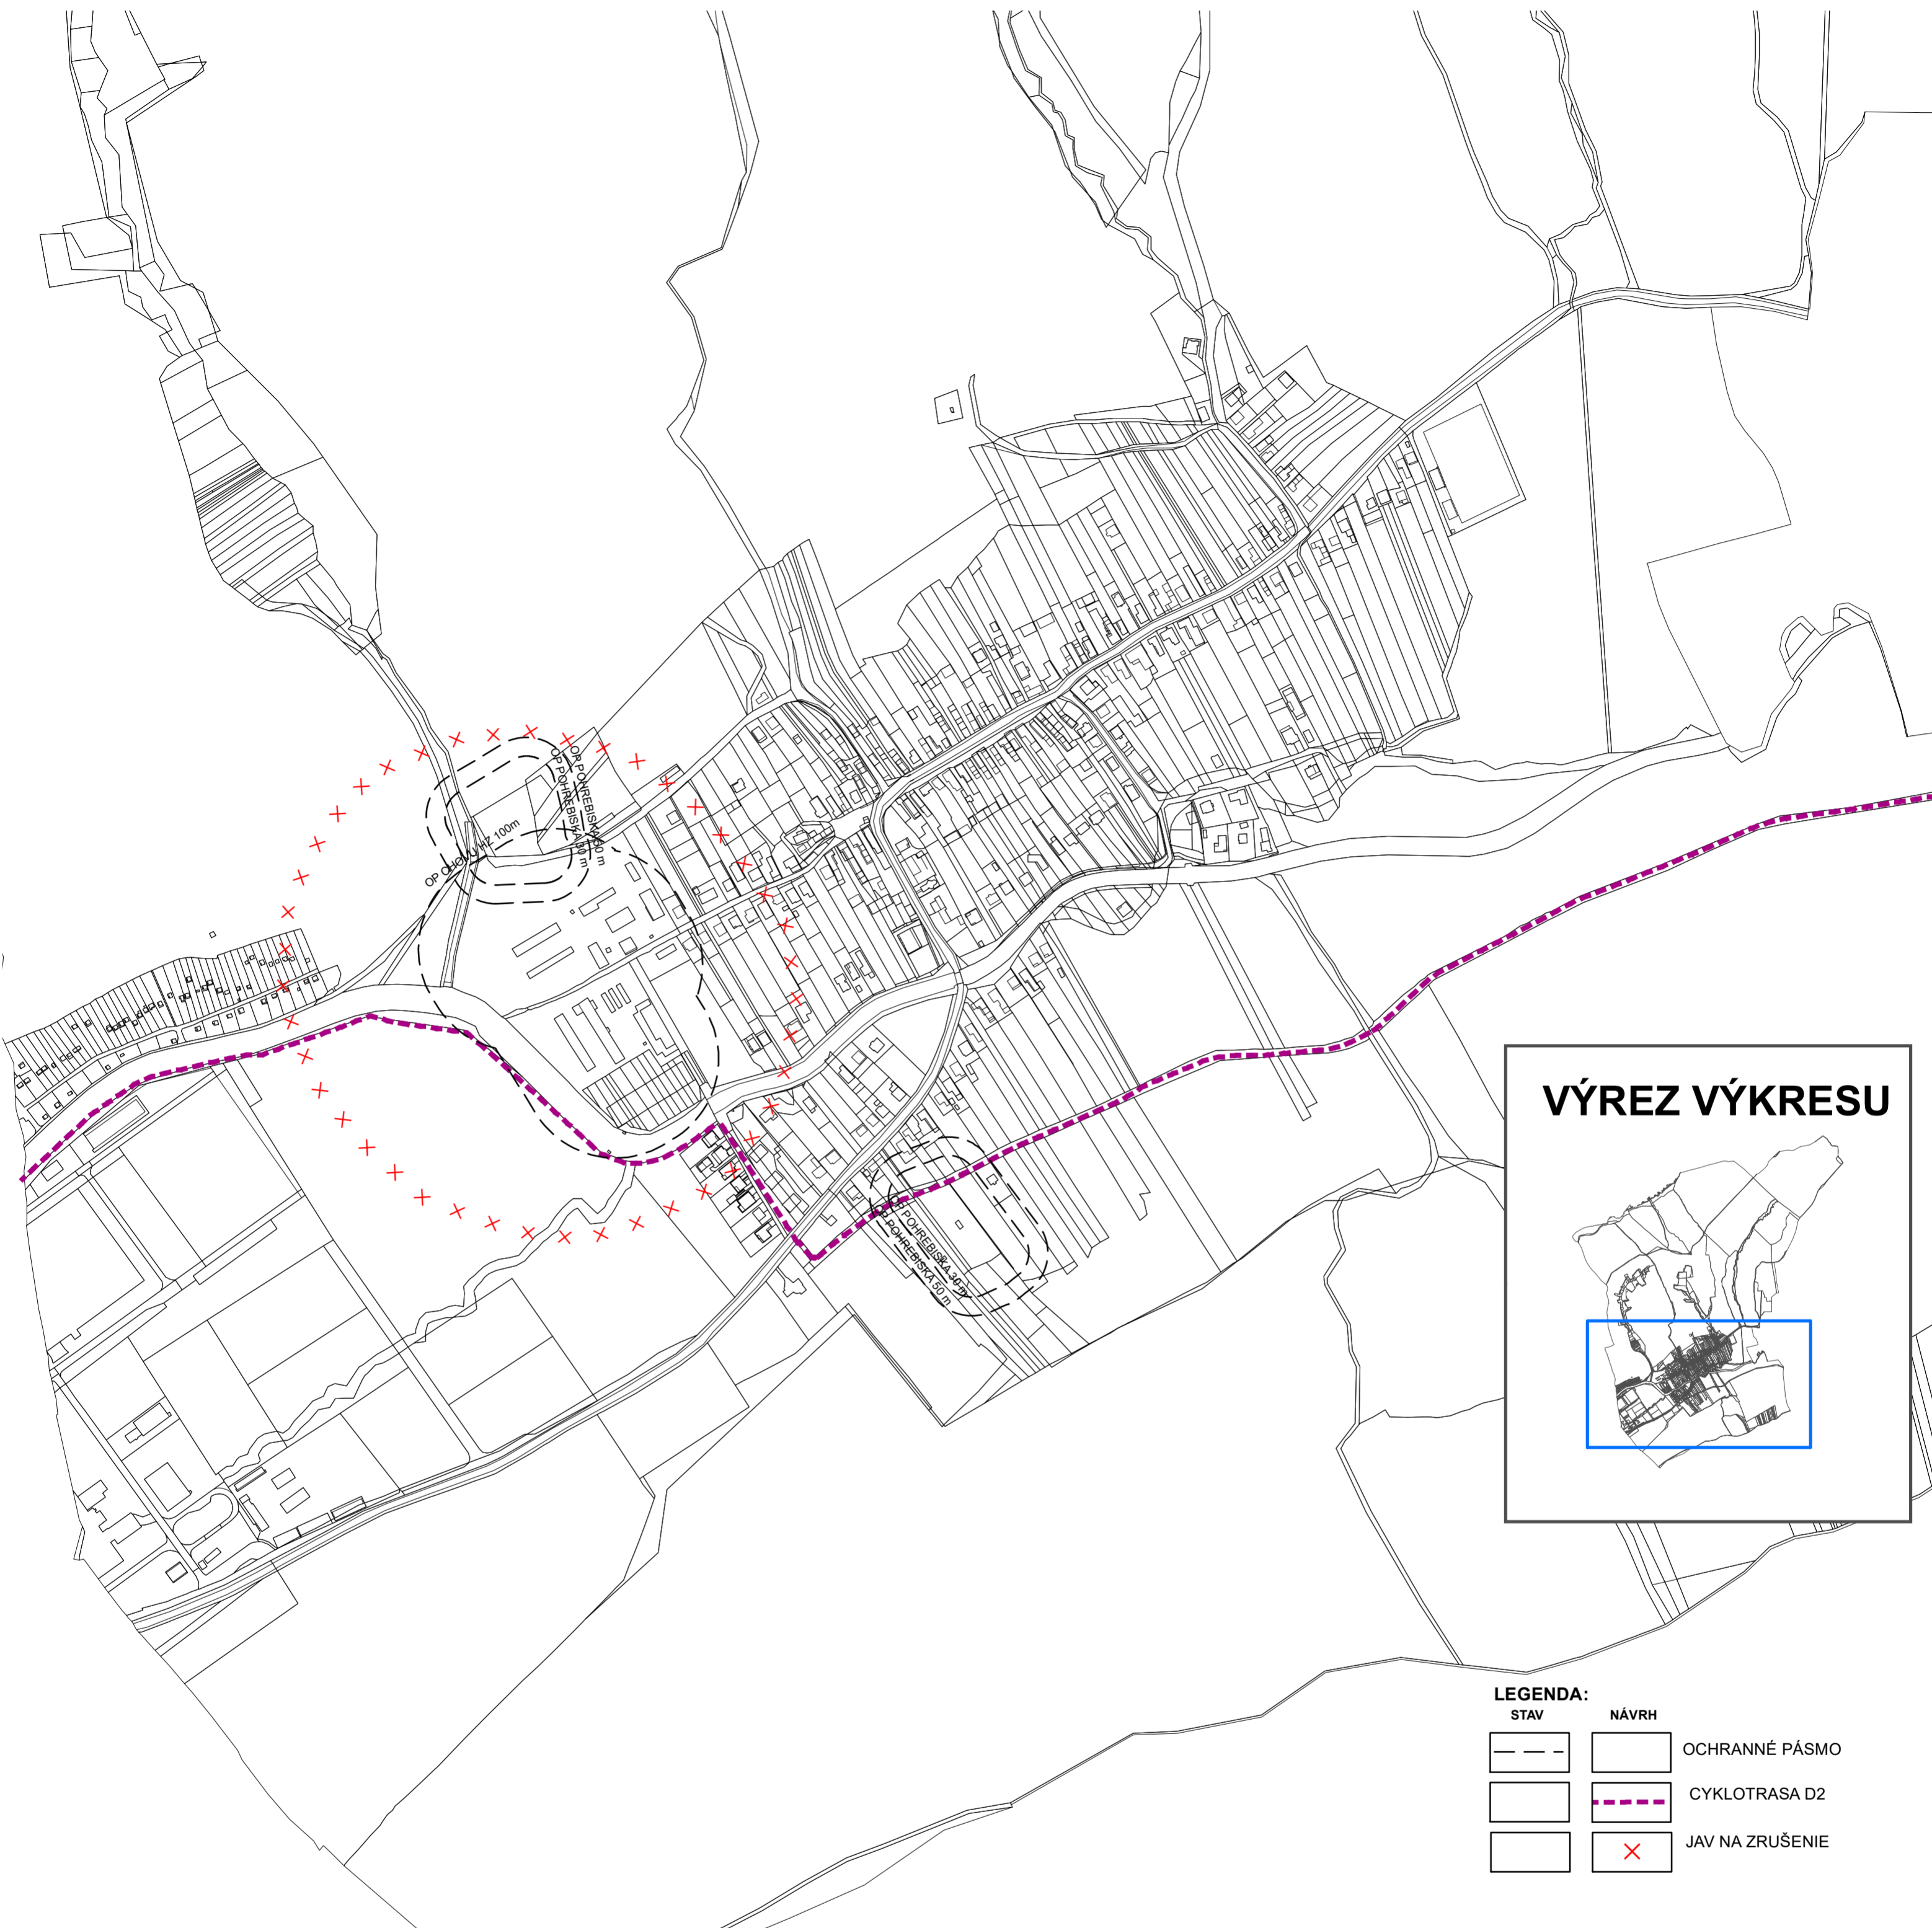 OP POHREBISKA 50 m
OP POHREBISKA 30 m
OP CHOVU HZ 100m
OP POHREBISKA 30 m
OP POHREBISKA 50 m
VÝREZ VÝKRESU
LEGENDA:
STAV NÁVRH
OCHRANNÉ PÁSMO
CYKLOTRASA D2
JAV NA ZRUŠENIE